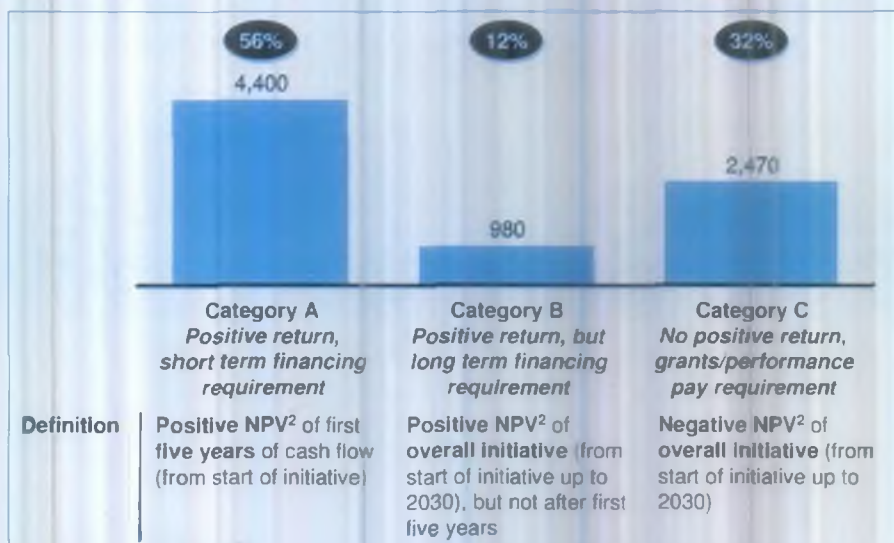 56%
12%
32%
4,400
980
2,470
Category A
Positive return,
short term financing
requirement
Category B
Positive return, but
long term financing
requirement
Category C
No positive return,
grants/performance
pay requirement
Definition
Positive NPV² of first
five years of cash flow
(from start of initiative)
Positive NPV² of
overall initiative (from
start of initiative up to
2030), but not after first
five years
Negative NPV² of
overall initiative (from
start of initiative up to
2030)